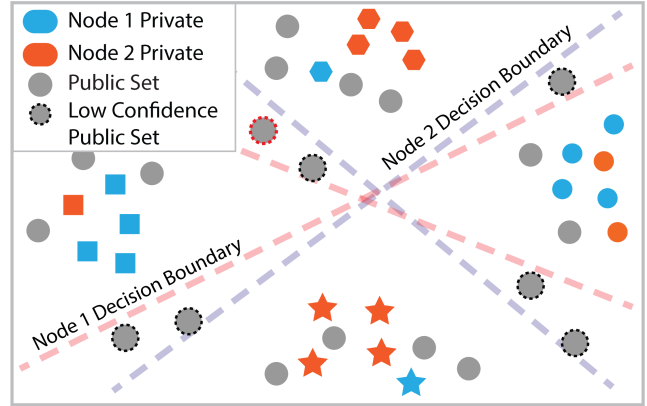 Node 1 Private
Node 2 Private
Public Set
Low Confidence
Public Set
Node 2 Decision Boundary
Node 1 Decision Boundary